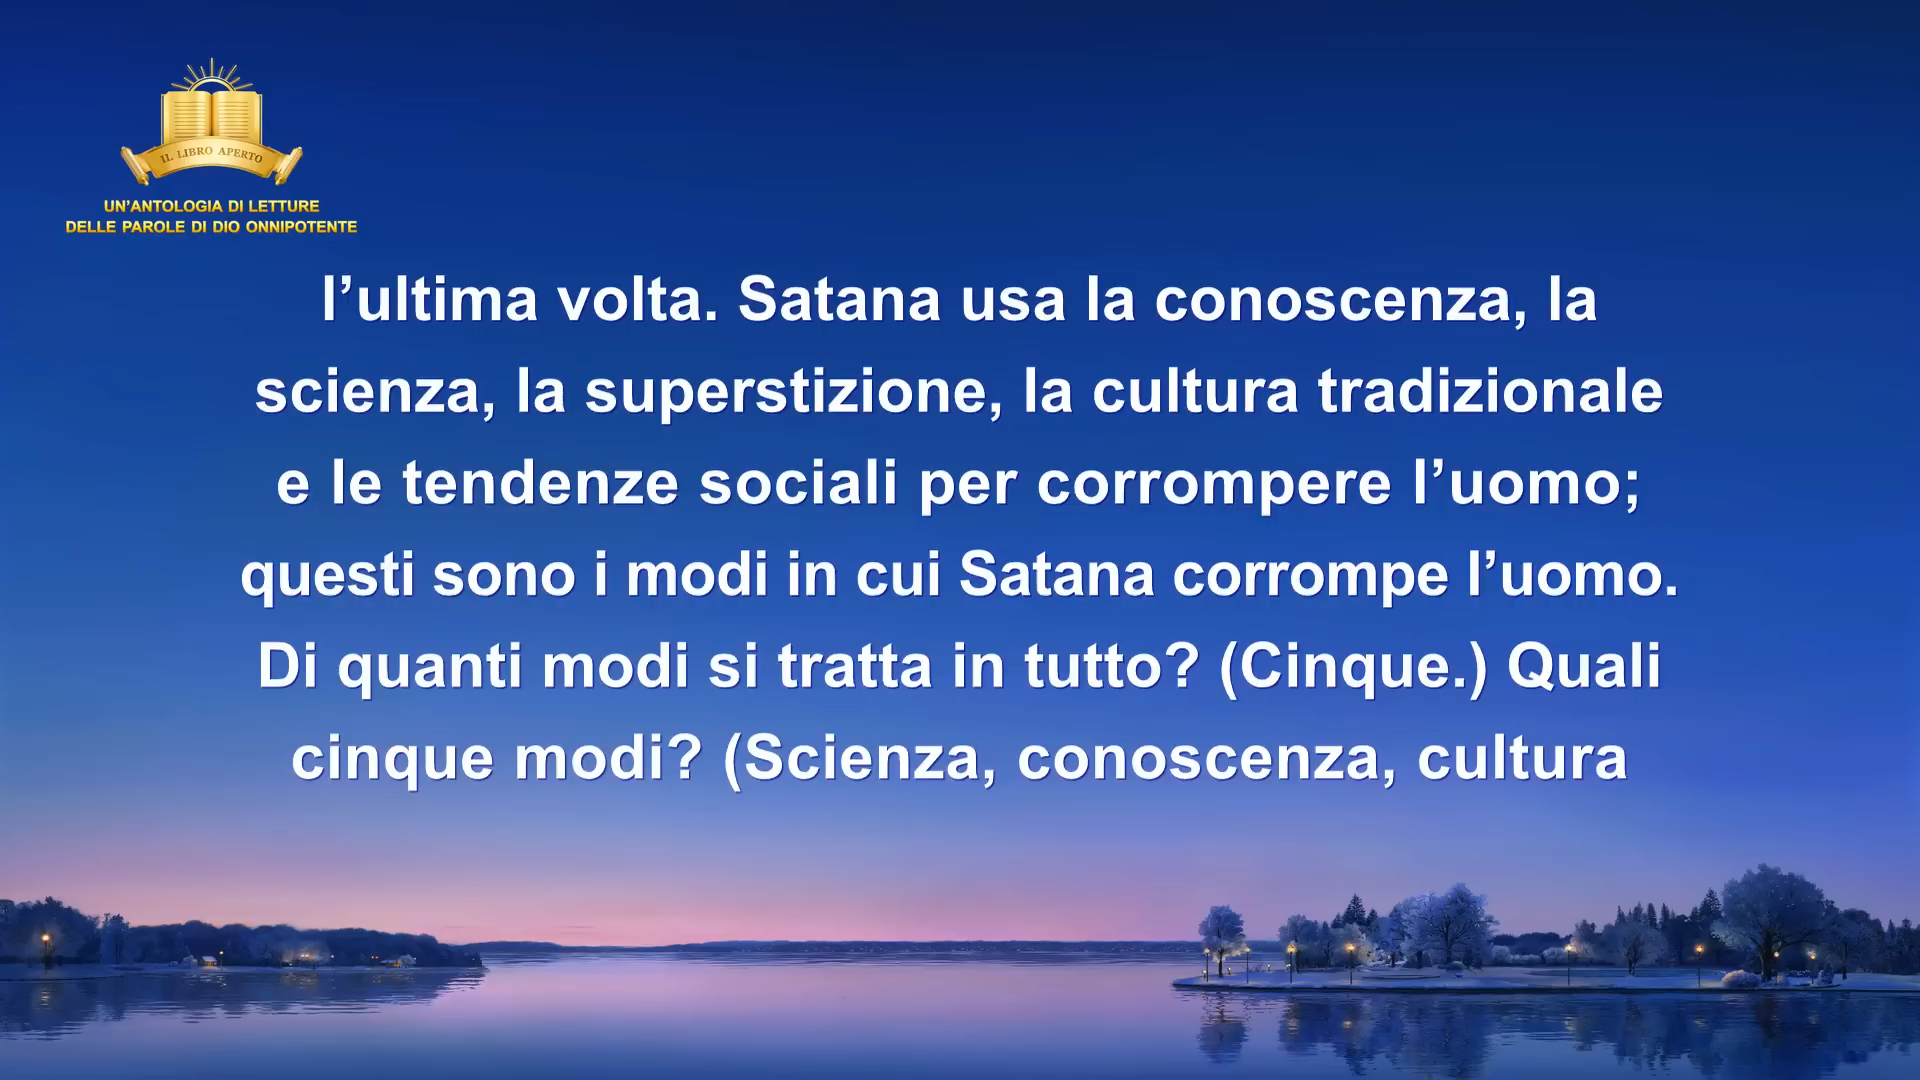 IL LIBRO APERTO
UN’ANTOLOGIA DI LETTURE
DELLE PAROLE DI DIO ONNIPOTENTE
l’ultima volta. Satana usa la conoscenza, la
scienza, la superstizione, la cultura tradizionale
e le tendenze sociali per corrompere l’uomo;
questi sono i modi in cui Satana corrompe l’uomo.
Di quanti modi si tratta in tutto? (Cinque.) Quali
cinque modi? (Scienza, conoscenza, cultura